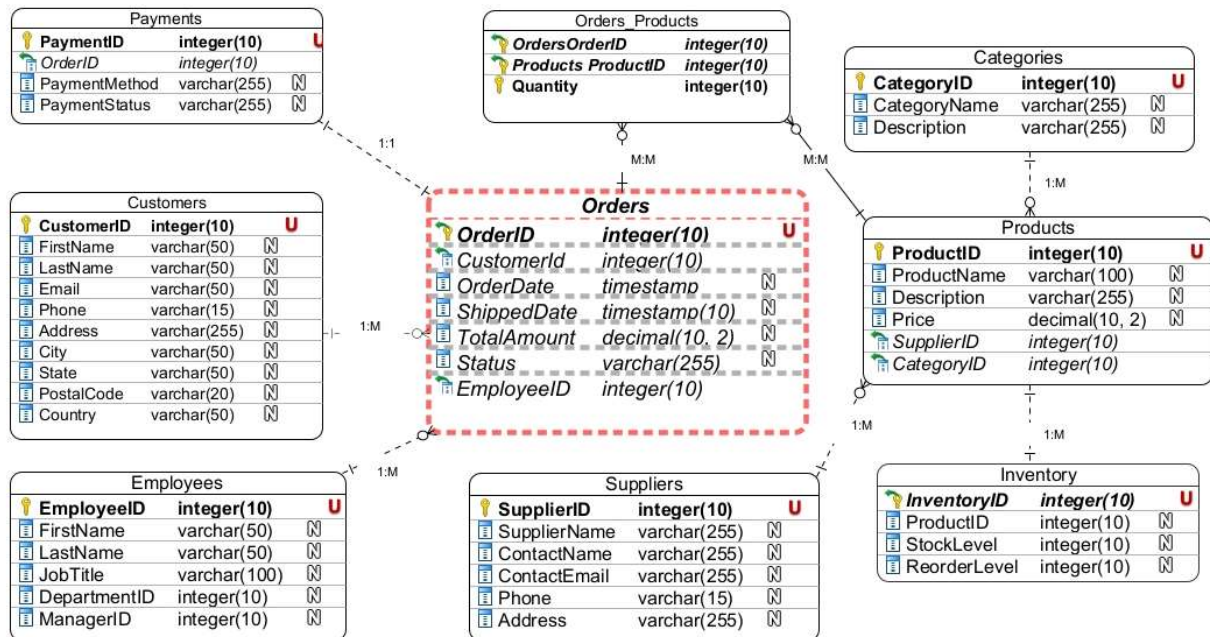 Payments
PaymentID integer(10) U
OrderID integer(10)
PaymentMethod varchar(255) N
PaymentStatus varchar(255) N
Orders_Products
OrdersOrderID integer(10)
Products ProductID integer(10)
Quantity integer(10)
Categories
CategoryID integer(10) U
CategoryName varchar(255) N
Description varchar(255) N
1:1
M:M
M:M
1:M
Customers
CustomerID integer(10) U
FirstName varchar(50) N
LastName varchar(50) N
Email varchar(50) N
Phone varchar(15) N
Address varchar(255) N
City varchar(50) N
State varchar(50) N
PostalCode varchar(20) N
Country varchar(50) N
1:M
Orders
OrderID integer(10) U
CustomerId integer(10)
OrderDate timestamp N
ShippedDate timestamp(10) N
TotalAmount decimal(10, 2) N
Status varchar(255) N
EmployeeID integer(10)
Products
ProductID integer(10) U
ProductName varchar(100) N
Description varchar(255) N
Price decimal(10, 2) N
SupplierID integer(10)
CategoryID integer(10)
1:M
1:M
1:M
Employees
EmployeeID integer(10) U
FirstName varchar(50) N
LastName varchar(50) N
JobTitle varchar(100) N
DepartmentID integer(10) N
ManagerID integer(10) N
Suppliers
SupplierID integer(10) U
SupplierName varchar(255) N
ContactName varchar(255) N
ContactEmail varchar(255) N
Phone varchar(15) N
Address varchar(255) N
Inventory
InventoryID integer(10) U
ProductID integer(10) N
StockLevel integer(10) N
ReorderLevel integer(10) N